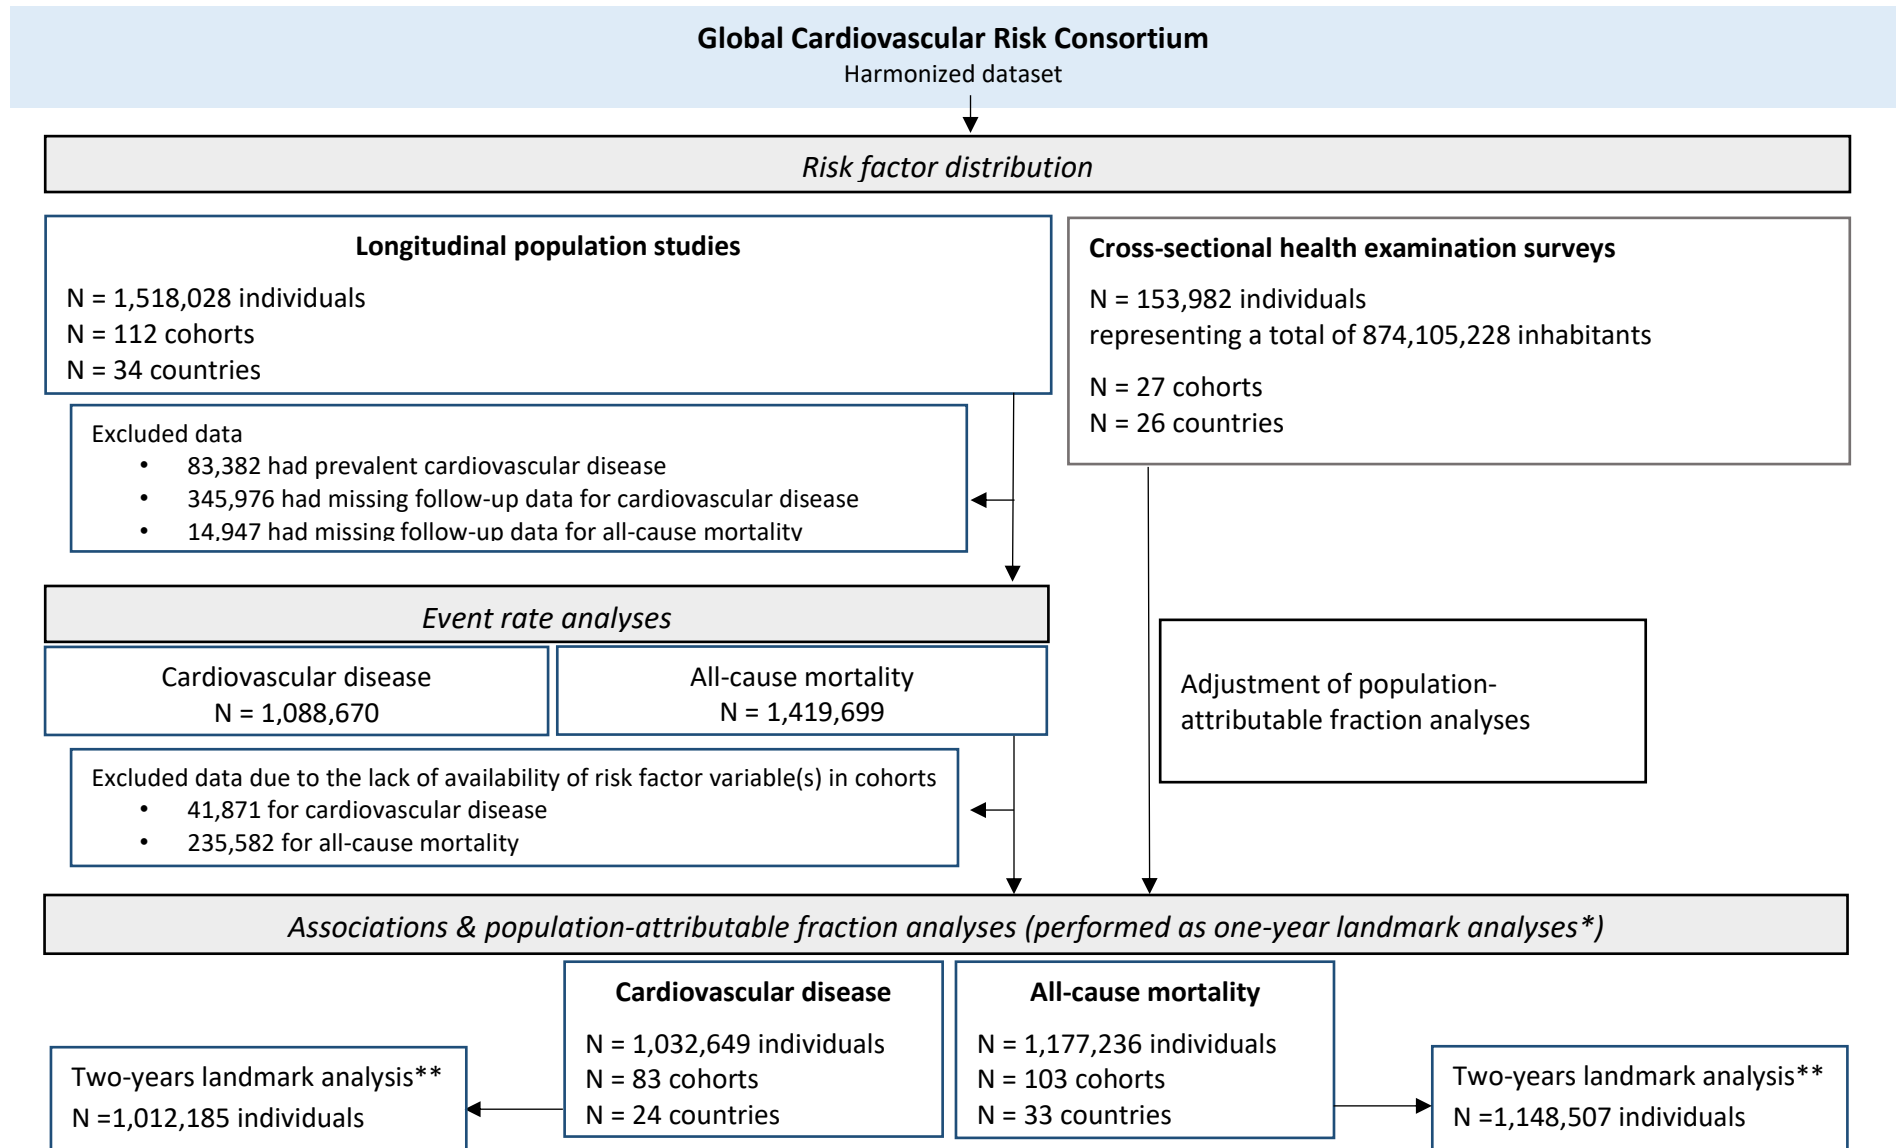 Global Cardiovascular Risk Consortium
Harmonized dataset
Risk factor distribution
Longitudinal population studies
N = 1,518,028 individuals
N = 112 cohorts
N = 34 countries
Cross-sectional health examination surveys
N = 153,982 individuals
representing a total of 874,105,228 inhabitants
N = 27 cohorts
N = 26 countries
Excluded data
• 83,382 had prevalent cardiovascular disease
• 345,976 had missing follow-up data for cardiovascular disease
• 14,947 had missing follow-up data for all-cause mortality
Event rate analyses
Cardiovascular disease
N = 1,088,670
All-cause mortality
N = 1,419,699
Adjustment of population-
attributable fraction analyses
Excluded data due to the lack of availability of risk factor variable(s) in cohorts
• 41,871 for cardiovascular disease
• 235,582 for all-cause mortality
Associations & population-attributable fraction analyses (performed as one-year landmark analyses*)
Cardiovascular disease
N = 1,032,649 individuals
N = 83 cohorts
N = 24 countries
All-cause mortality
N = 1,177,236 individuals
N = 103 cohorts
N = 33 countries
Two-years landmark analysis**
N =1,012,185 individuals
Two-years landmark analysis**
N =1,148,507 individuals